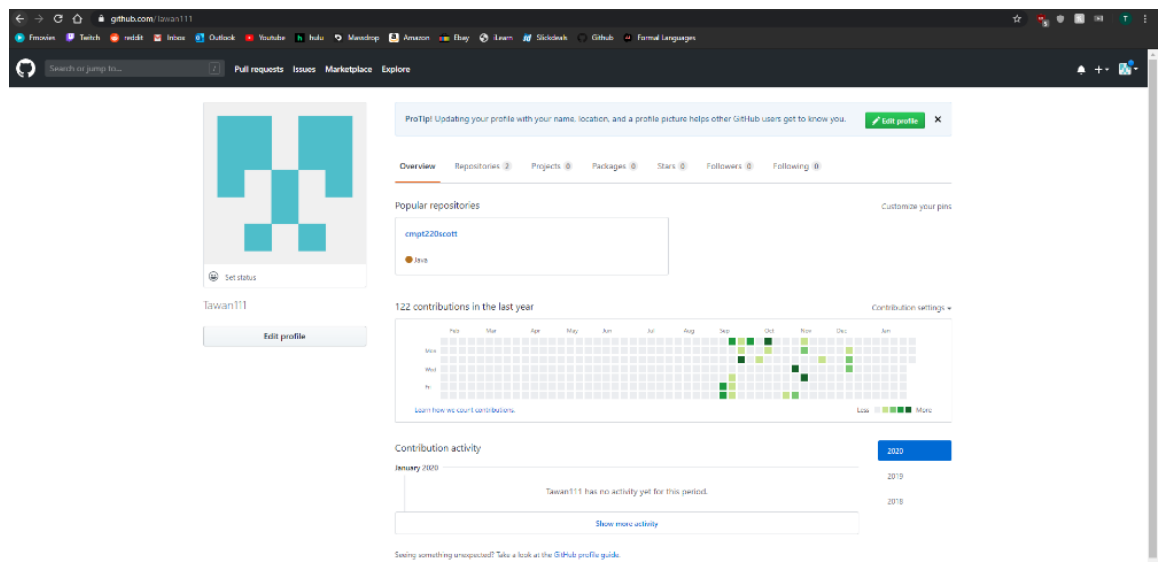 github.com/Tawan111
Fmovies Twitch reddit Inbox Outlook Youtube hulu Massdrop Amazon Ebay iLearn Slickdeals Github Formal Languages
Search or jump to... / Pull requests Issues Marketplace Explore
ProTip! Updating your profile with your name, location, and a profile picture helps other GitHub users get to know you. Edit profile
Overview Repositories 2 Projects 0 Packages 0 Stars 0 Followers 0 Following 0
Popular repositories Customize your pins
cmpt220scott
Java
Set status
Tawan111
Edit profile
122 contributions in the last year Contribution settings
Feb Mar Apr May Jun Jul Aug Sep Oct Nov Dec Jan
Mon
Wed
Fri
Learn how we count contributions. Less More
Contribution activity
2020
2019
2018
January 2020
Tawan111 has no activity yet for this period.
Show more activity
Seeing something unexpected? Take a look at the GitHub profile guide.